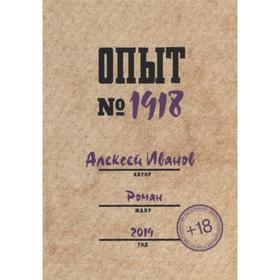 ОПЫТ
№ 1918
Алексей Иванов
АВТОР
Роман
ЖАНР
2019
ГОД
+18